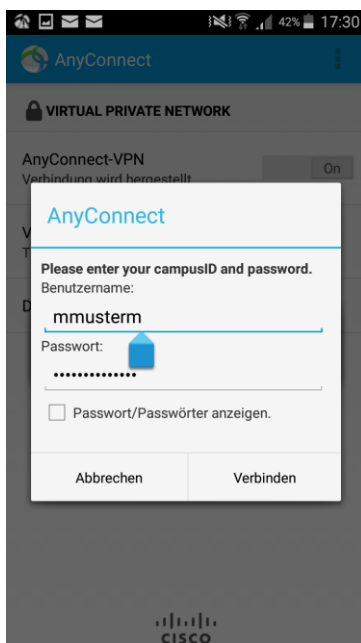 42% 17:30
AnyConnect
VIRTUAL PRIVATE NETWORK
AnyConnect-VPN
Verbindung wird hergestellt
On
V
T
D
AnyConnect
Please enter your campusID and password.
Benutzername:
mmusterm
Passwort:
••••••••••••••
Passwort/Passwörter anzeigen.
Abbrechen Verbinden
CISCO